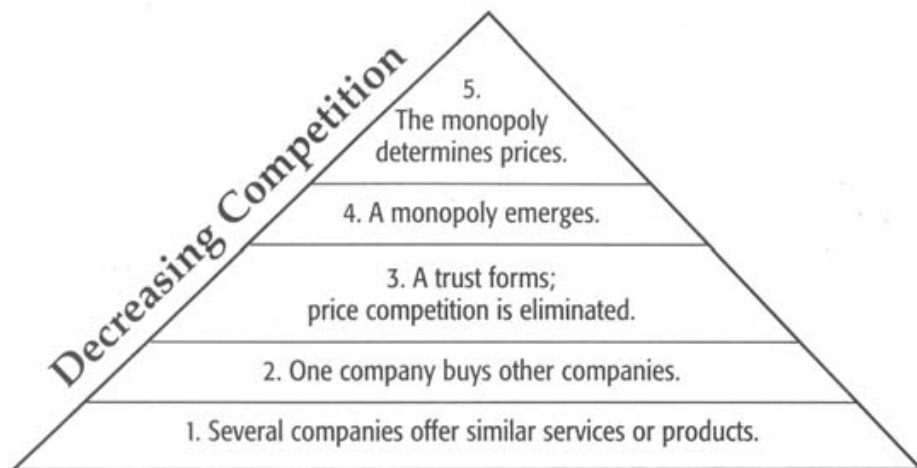 Decreasing Competition
5.
The monopoly
determines prices.
4. A monopoly emerges.
3. A trust forms;
price competition is eliminated.
2. One company buys other companies.
1. Several companies offer similar services or products.